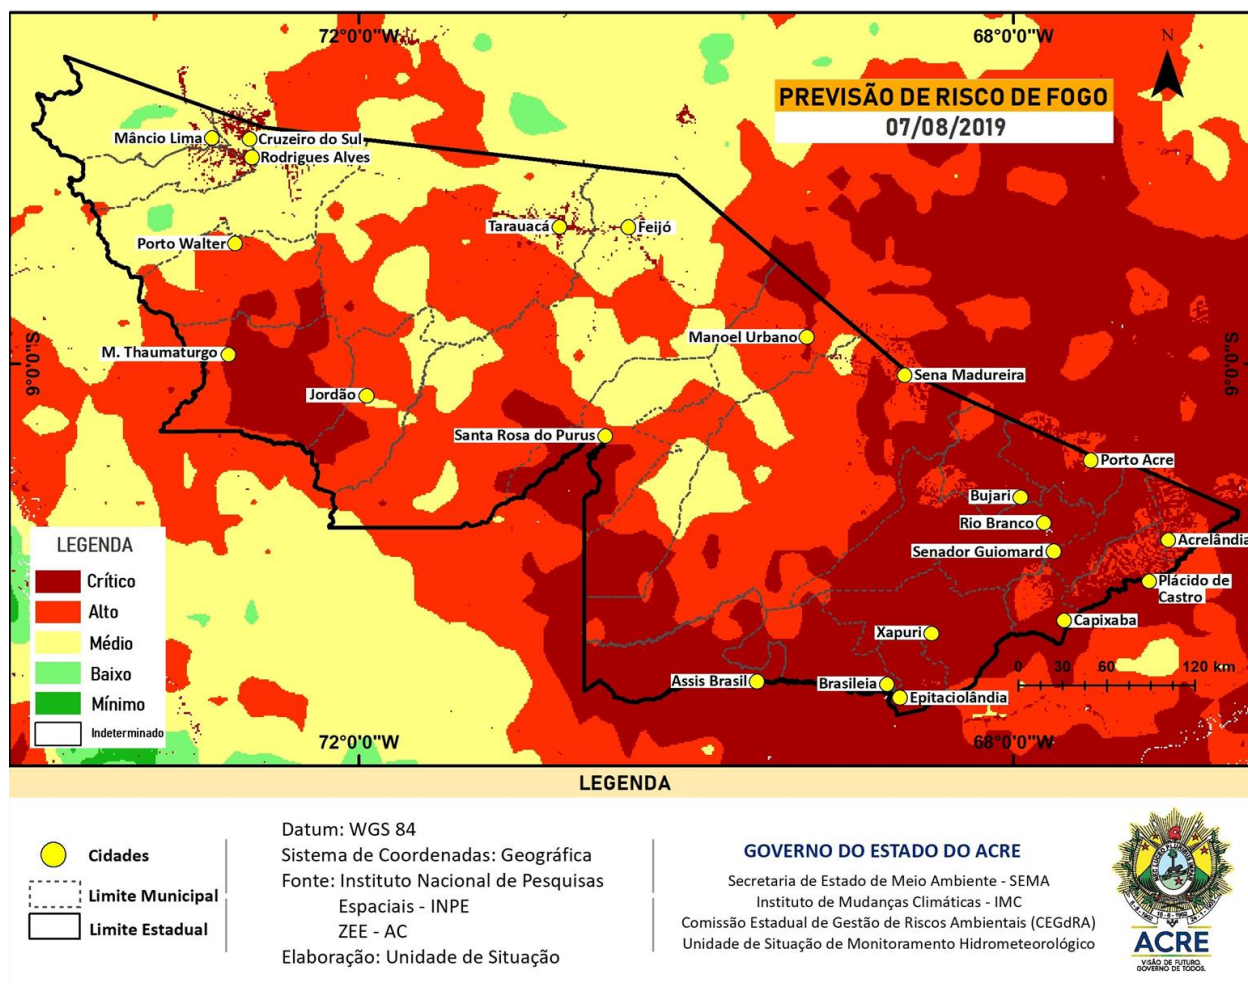 72°0'0"W
68°0'0"W
N
PREVISÃO DE RISCO DE FOGO
07/08/2019
Mâncio Lima
Cruzeiro do Sul
Rodrigues Alves
Tarauacá
Feijó
Porto Walter
Manoel Urbano
M. Thaumaturgo
9°0'0"S
9°0'0"S
Sena Madureira
Jordão
Santa Rosa do Purus
Porto Acre
Bujari
Rio Branco
Acrelândia
Senador Guiomard
Plácido de
Castro
Capixaba
Xapuri
Assis Brasil
Brasileia
Epitaciolândia
0 30 60 120 km
72°0'0"W
68°0'0"W
LEGENDA
Crítico
Alto
Médio
Baixo
Mínimo
Indeterminado
LEGENDA
Cidades
Limite Municipal
Limite Estadual
Datum: WGS 84
Sistema de Coordenadas: Geográfica
Fonte: Instituto Nacional de Pesquisas
Espaciais - INPE
ZEE - AC
Elaboração: Unidade de Situação
GOVERNO DO ESTADO DO ACRE
Secretaria de Estado de Meio Ambiente - SEMA
Instituto de Mudanças Climáticas - IMC
Comissão Estadual de Gestão de Riscos Ambientais (CEGdRA)
Unidade de Situação de Monitoramento Hidrometeorológico
ACRE
VISÃO DE FUTURO.
GOVERNO DE TODOS.